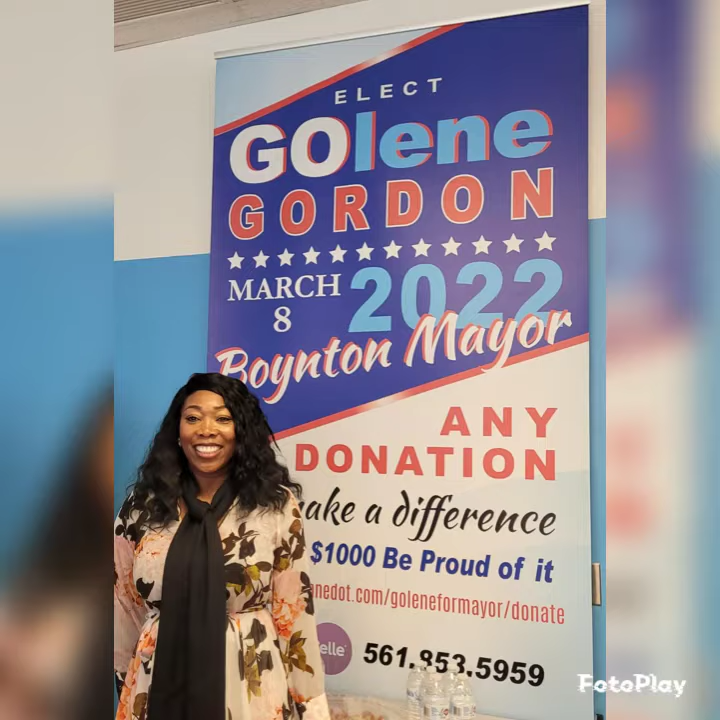 ELECT
GOlene
GORDON
MARCH 2022
8
Boynton Mayor
ANY
DONATION
ake a difference
$1000 Be Proud of it
nedot.com/goleneformayor/donate
elle
561.853.5959
FotoPlay